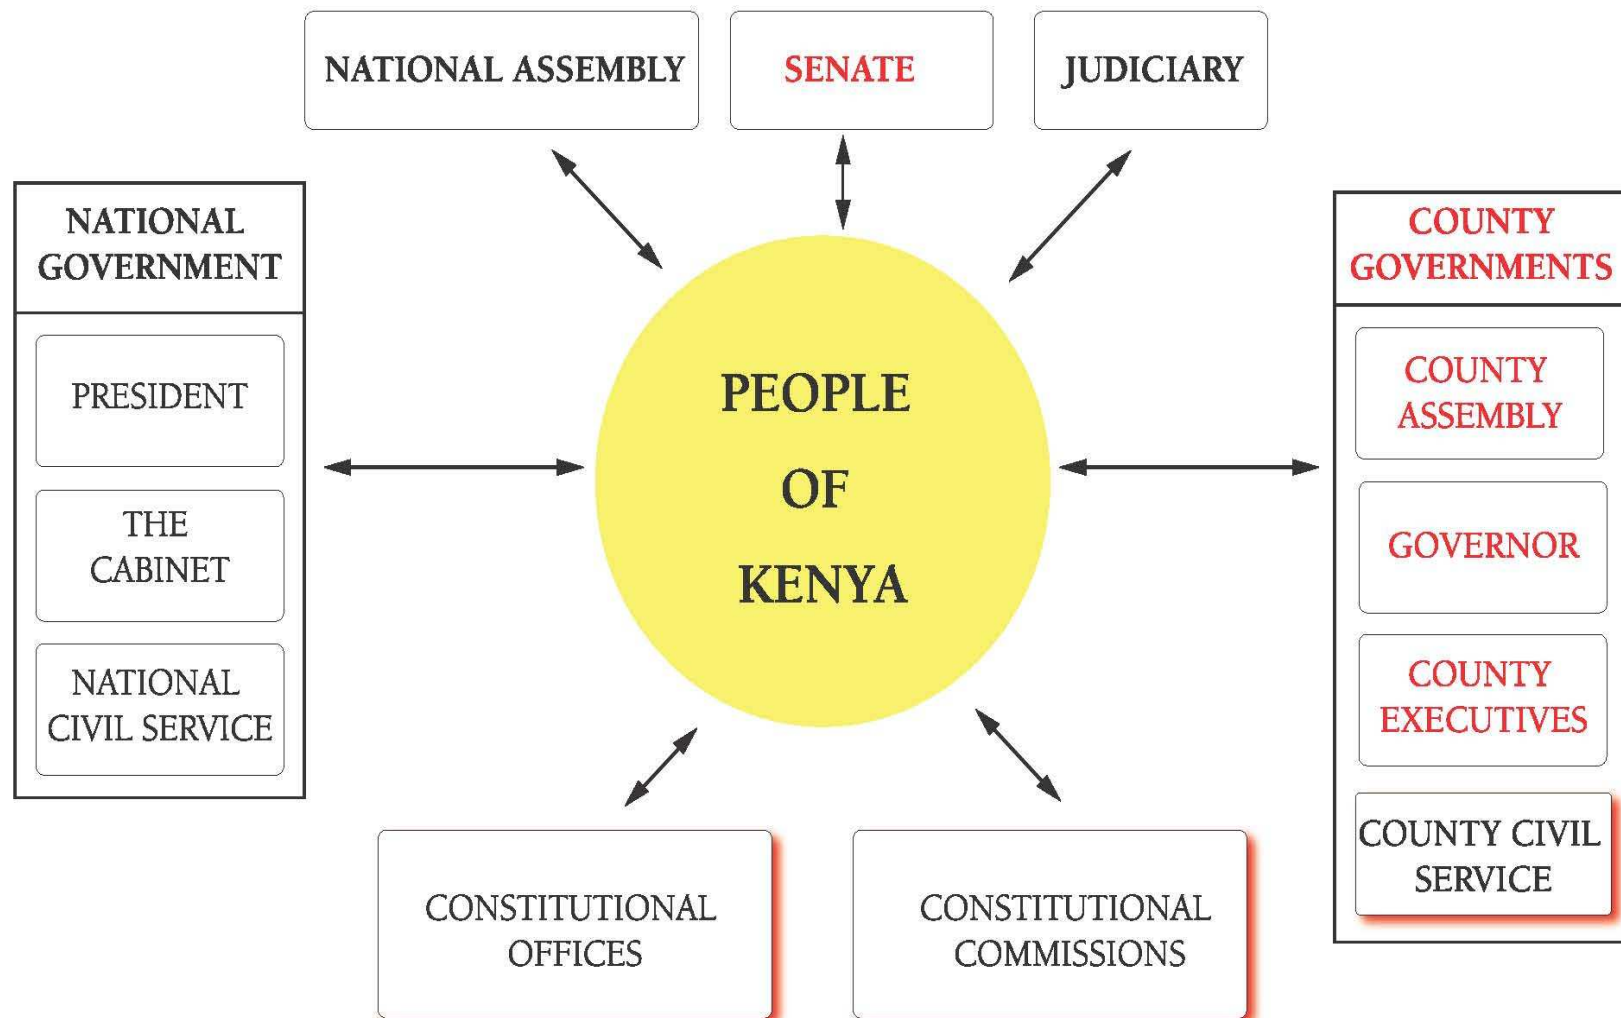 NATIONAL ASSEMBLY
SENATE
JUDICIARY
NATIONAL
GOVERNMENT
PRESIDENT
THE
CABINET
NATIONAL
CIVIL SERVICE
PEOPLE
OF
KENYA
COUNTY
GOVERNMENTS
COUNTY
ASSEMBLY
GOVERNOR
COUNTY
EXECUTIVES
COUNTY CIVIL
SERVICE
CONSTITUTIONAL
OFFICES
CONSTITUTIONAL
COMMISSIONS